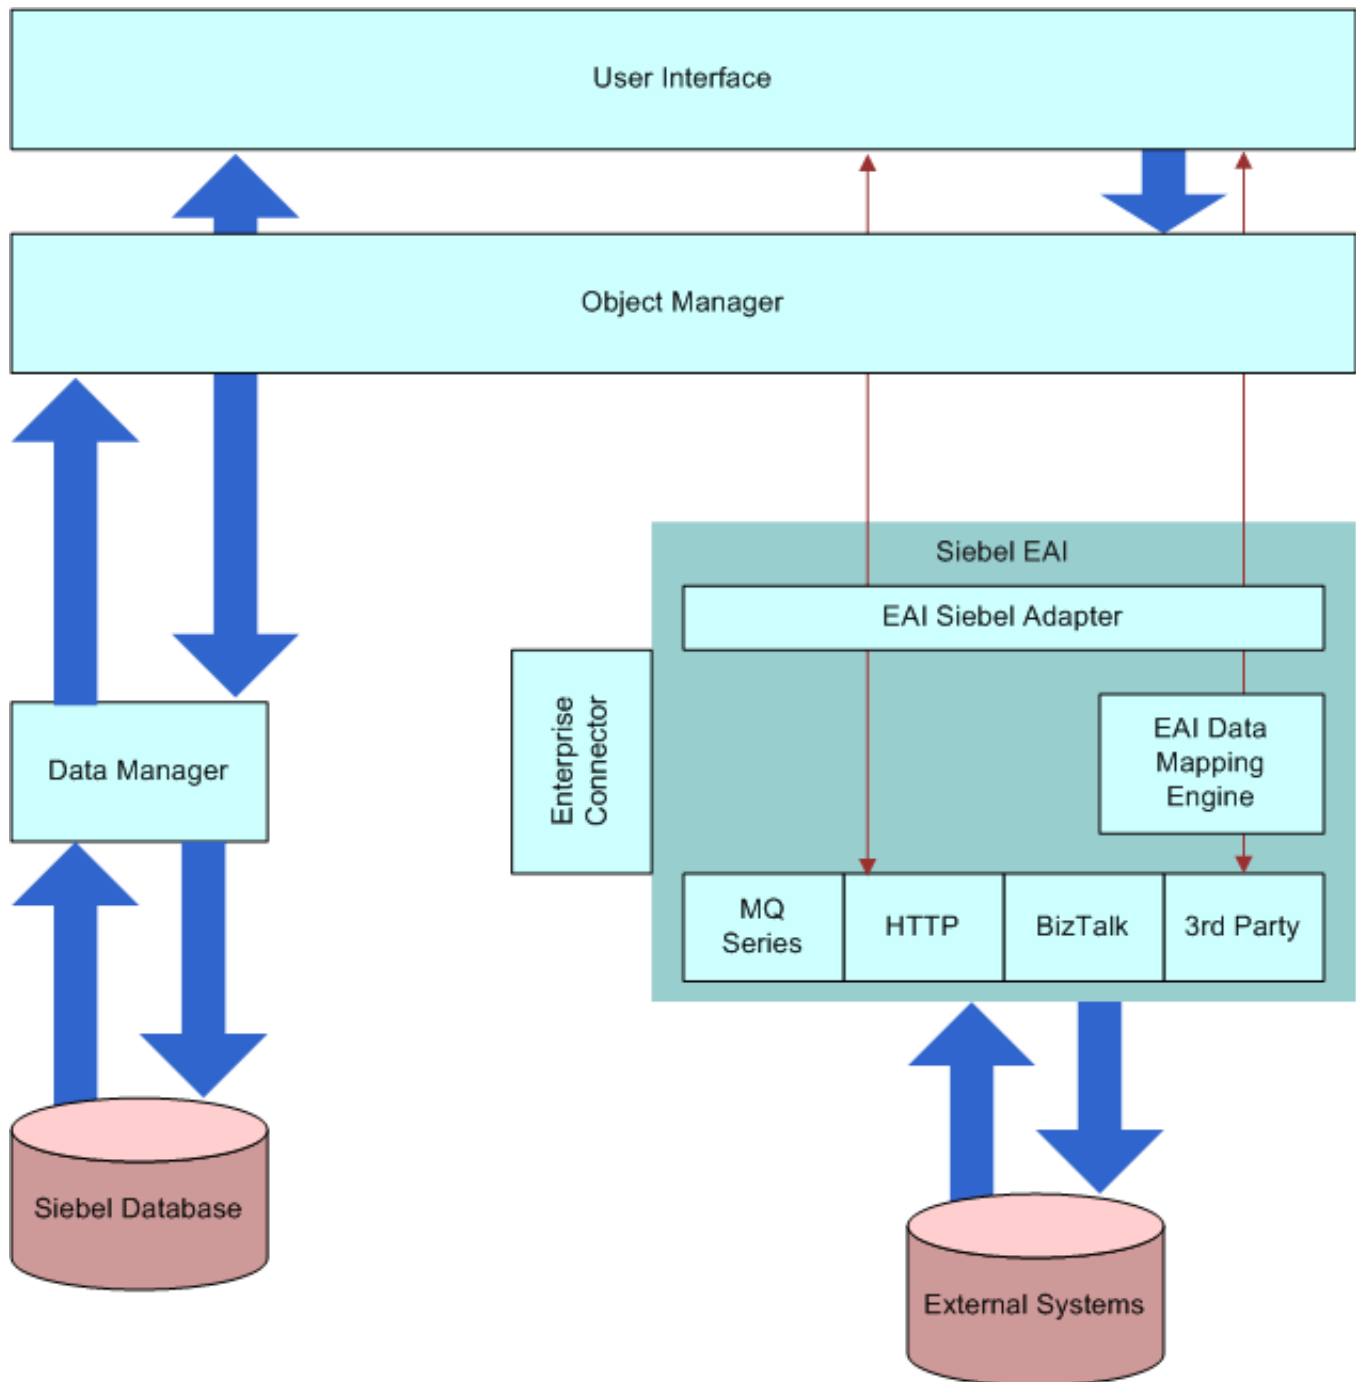 User Interface
Object Manager
Siebel EAI
EAI Siebel Adapter
Enterprise
Connector
EAI Data
Mapping
Engine
Data Manager
MQ
Series
HTTP
BizTalk
3rd Party
Siebel Database
External Systems